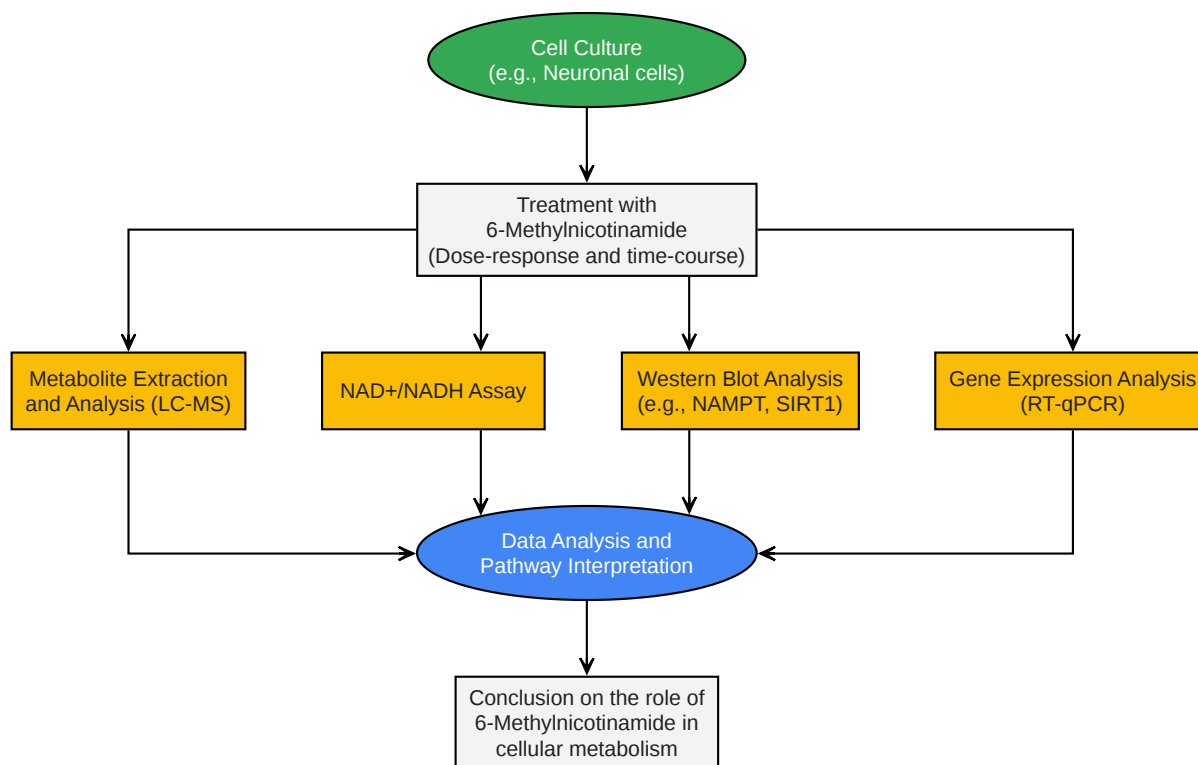 Cell Culture
(e.g., Neuronal cells)
Treatment with
6-Methylnicotinamide
(Dose-response and time-course)
Metabolite Extraction
and Analysis (LC-MS)
NAD+/NADH Assay
Western Blot Analysis
(e.g., NAMPT, SIRT1)
Gene Expression Analysis
(RT-qPCR)
Data Analysis and
Pathway Interpretation
Conclusion on the role of
6-Methylnicotinamide in
cellular metabolism